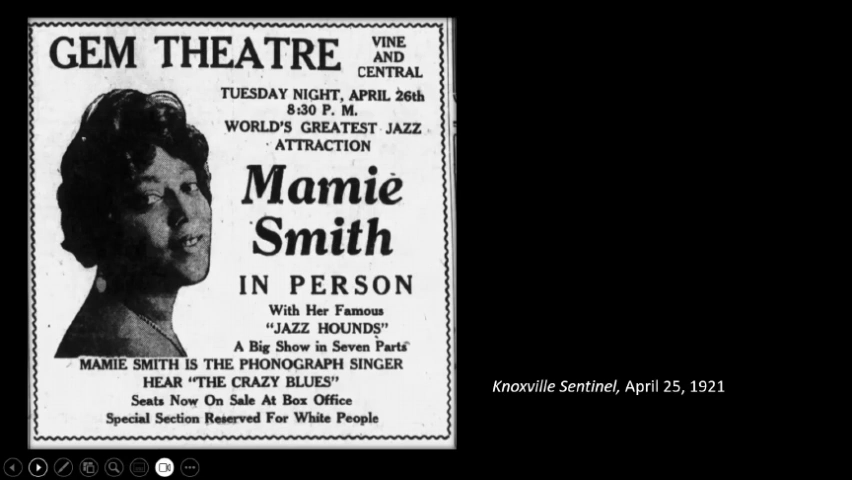 GEM THEATRE
VINE
AND
CENTRAL
TUESDAY NIGHT, APRIL 26th
8:30 P. M.
WORLD'S GREATEST JAZZ
ATTRACTION
Mamie
Smith
IN PERSON
With Her Famous
"JAZZ HOUNDS"
A Big Show in Seven Parts
MAMIE SMITH IS THE PHONOGRAPH SINGER
HEAR "THE CRAZY BLUES"
Seats Now On Sale At Box Office
Special Section Reserved For White People
Knoxville Sentinel, April 25, 1921